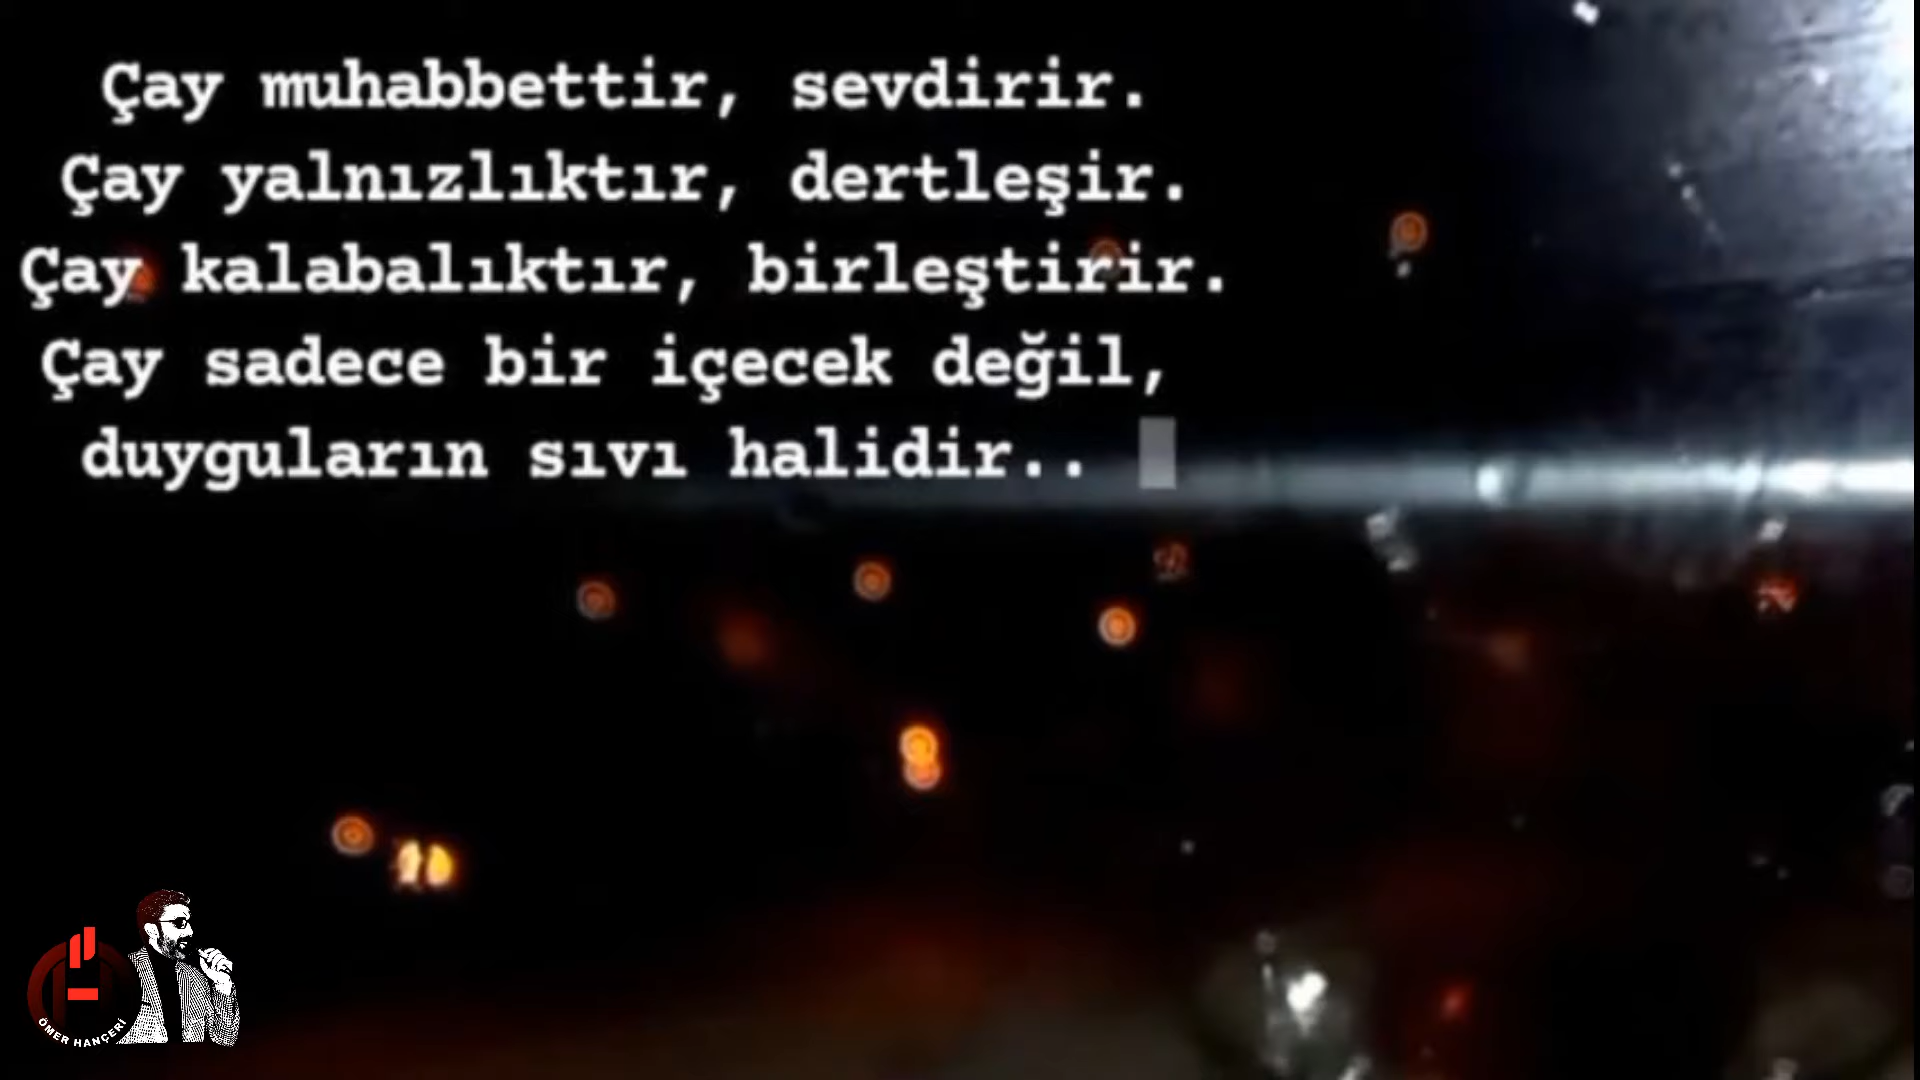 Çay muhabbettir, sevdirir.
Çay yalnızlıktır, dertleşir.
Çay kalabalıktır, birleştirir.
Çay sadece bir içecek değil,
duyguların sıvı halidir..
ÖMER HANÇERİ